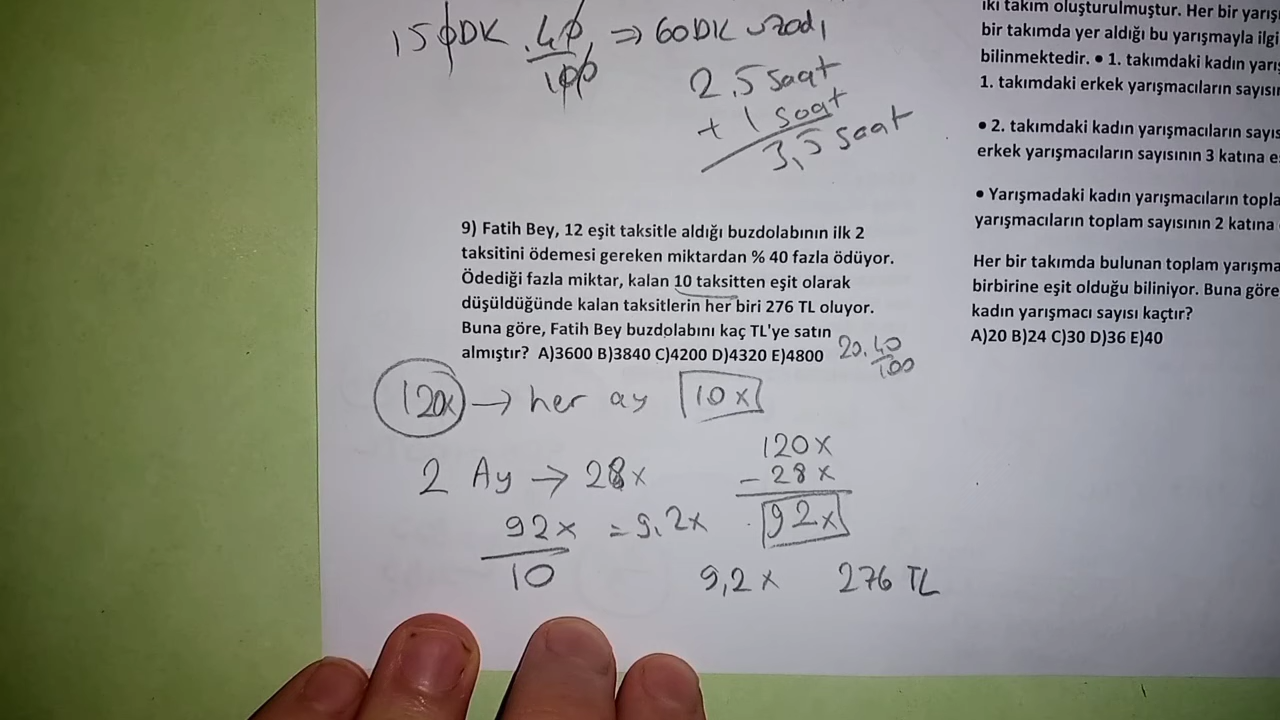 150DK . 40/100 ⇒ 60DK uzadı
2,5 saat
+ 1 saat
3,5 saat
9) Fatih Bey, 12 eşit taksitle aldığı buzdolabının ilk 2
taksitini ödemesi gereken miktardan % 40 fazla ödüyor.
Ödediği fazla miktar, kalan 10 taksitten eşit olarak
düşüldüğünde kalan taksitlerin her biri 276 TL oluyor.
Buna göre, Fatih Bey buzdolabını kaç TL'ye satın
almıştır? A)3600 B)3840 C)4200 D)4320 E)4800
20.40/100
120x → her ay 10x
2 Ay → 28x
120x
- 28x
92x
92x/10 = 9,2x
9,2x 276 TL
iki takım oluşturulmuştur. Her bir
bir takımda yer aldığı bu yarışmayla
bilinmektedir. • 1. takımdaki kadın
1. takımdaki erkek yarışmacıların
• 2. takımdaki kadın yarışmacıların
erkek yarışmacıların sayısının 3 katına
• Yarışmadaki kadın yarışmacıların
yarışmacıların toplam sayısının 2 katına
Her bir takımda bulunan toplam
birbirine eşit olduğu biliniyor. Buna göre
kadın yarışmacı sayısı kaçtır?
A)20 B)24 C)30 D)36 E)40